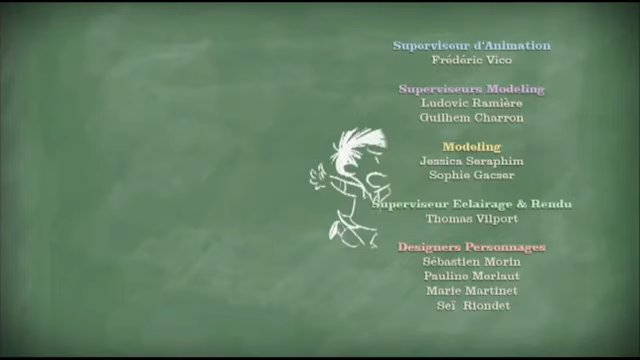 Superviseur d'Animation
Frédéric Vico
Superviseurs Modeling
Ludovic Ramière
Guilhem Charron
Modeling
Jessica Seraphim
Sophie Gacser
Superviseur Eclairage & Rendu
Thomas Vilport
Designers Personnages
Sébastien Morin
Pauline Merlaut
Marie Martinet
Seï Riondet